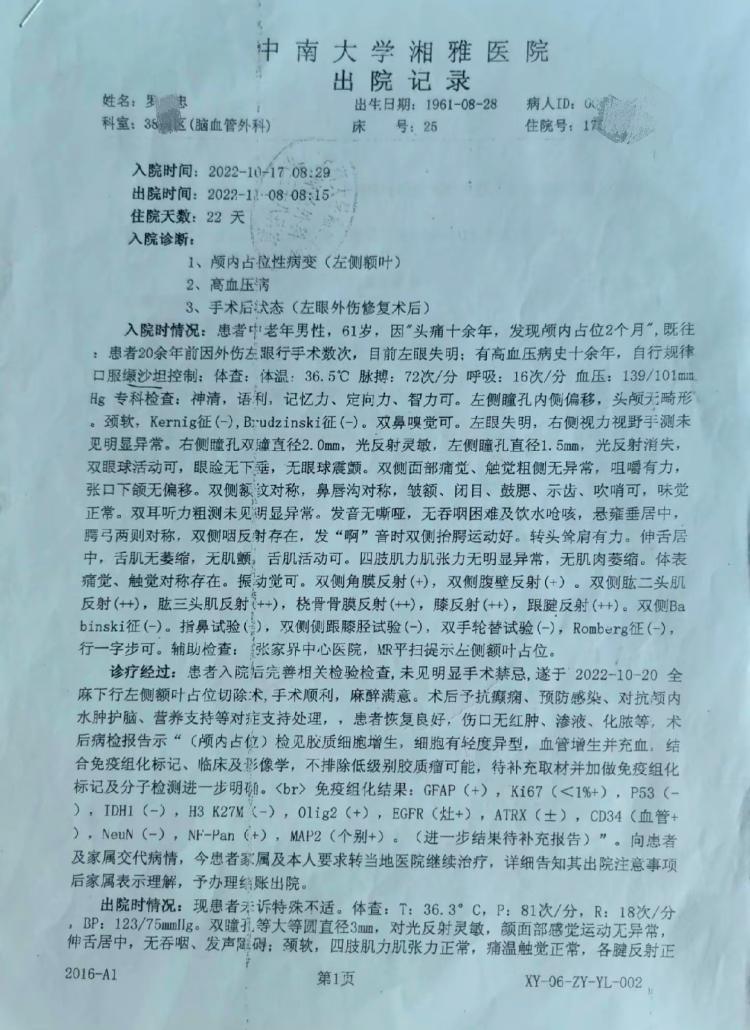 中南大学湘雅医院
出院记录
姓名：罗 忠 出生日期：1961-08-28 病人ID：0
科室：38 区(脑血管外科) 床 号：25 住院号：17
入院时间：2022-10-17 08:29
出院时间：2022-11-08 08:15
住院天数：22 天
入院诊断：
1、颅内占位性病变（左侧额叶）
2、高血压病
3、手术后状态（左眼外伤修复术后）
入院时情况：患者中老年男性，61岁，因"头痛十余年，发现颅内占位2个月",既往
：患者20余年前因外伤左眼行手术数次，目前左眼失明；有高血压病史十余年，自行规律
口服缬沙坦控制；体查：体温：36.5℃ 脉搏：72次/分 呼吸：16次/分 血压：139/101mm
Hg 专科检查：神清，语利，记忆力、定向力、智力可。左侧瞳孔内侧偏移，头颅无畸形
。颈软，Kernig征(-),Brudzinski征(-)。双鼻嗅觉可。左眼失明，右侧视力视野手测未
见明显异常。右侧瞳孔双瞳直径2.0mm，光反射灵敏，左侧瞳孔直径1.5mm，光反射消失，
双眼球活动可，眼睑无下垂，无眼球震颤。双侧面部痛觉、触觉粗侧无异常，咀嚼有力，
张口下颌无偏移。双侧额纹对称，鼻唇沟对称，皱额、闭目、鼓腮、示齿、吹哨可，味觉
正常。双耳听力粗测未见明显异常。发音无嘶哑，无吞咽困难及饮水呛咳，悬雍垂居中，
腭弓两则对称，双侧咽反射存在，发“啊”音时双侧抬腭运动好。转头耸肩有力。伸舌居
中，舌肌无萎缩，无肌颤，舌肌活动可。四肢肌力肌张力无明显异常，无肌肉萎缩。体表
痛觉、触觉对称存在。振动觉可。双侧角膜反射(+)，双侧腹壁反射(+)。双侧肱二头肌
反射(++)，肱三头肌反射(++)，桡骨骨膜反射(++)，膝反射(++)，跟腱反射(++)。双侧Ba
binski征(-)。指鼻试验(-)，双侧侧跟膝胫试验(-)，双手轮替试验(-)，Romberg征(-)，
行一字步可。辅助检查：张家界中心医院，MR平扫提示左侧额叶占位。
诊疗经过：患者入院后完善相关检验检查,未见明显手术禁忌,遂于 2022-10-20 全
麻下行左侧额叶占位切除术,手术顺利，麻醉满意。术后予抗癫痫、预防感染、对抗颅内
水肿护脑、营养支持等对症支持处理，，患者恢复良好，伤口无红肿、渗液、化脓等，术
后病检报告示“（颅内占位）检见胶质细胞增生，细胞有轻度异型，血管增生并充血，结
合免疫组化标记、临床及影像学，不排除低级别胶质瘤可能，待补充取材并加做免疫组化
标记及分子检测进一步明确。<br> 免疫组化结果：GFAP（+），Ki67（＜1%+），P53（-
），IDH1（-），H3 K27M（-），Olig2（+），EGFR（灶+），ATRX（±），CD34（血管+
），NeuN（-），NF-Pan（+），MAP2（个别+）。（进一步结果待补充报告）”。向患者
及家属交代病情，今患者家属及本人要求转当地医院继续治疗，详细告知其出院注意事项
后家属表示理解，予办理结账出院。
出院时情况：现患者未诉特殊不适。体查：T：36.3°C，P：81次/分，R：18次/分
，BP：123/75mmHg。双瞳孔等大等圆直径3mm，对光反射灵敏，颜面部感觉运动无异常，
伸舌居中，无吞咽、发声障碍；颈软，四肢肌力肌张力正常，痛温触觉正常，各腱反射正
2016-A1 第1页 XY-06-ZY-YL-002